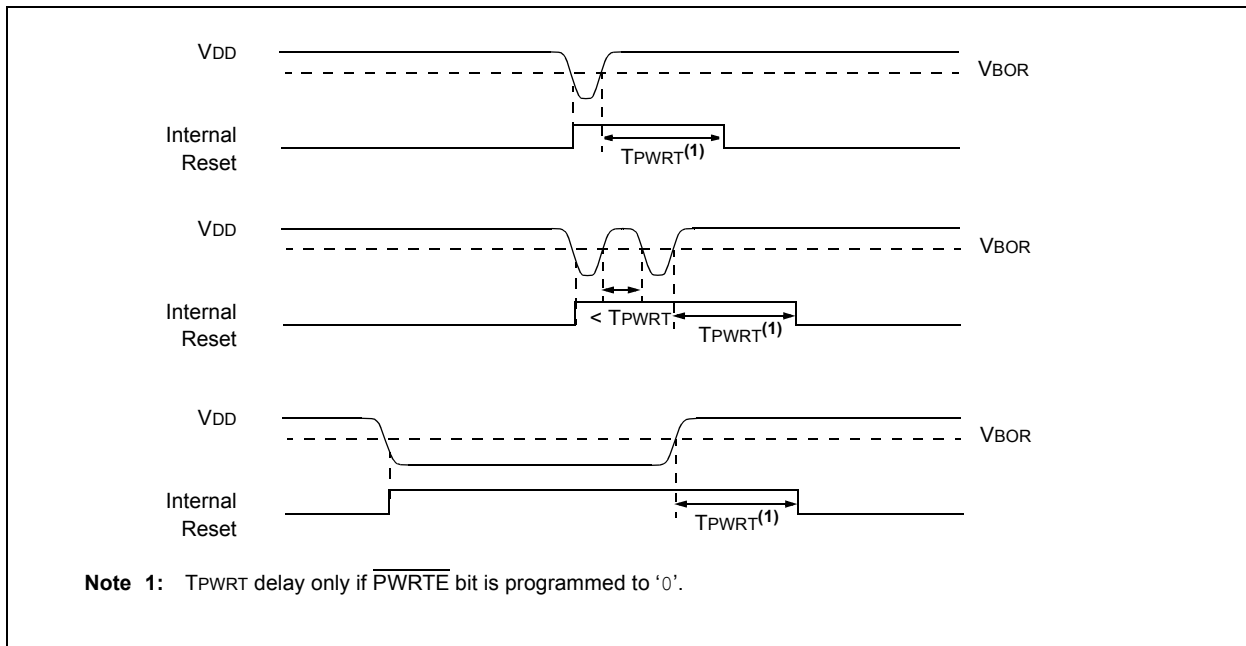 VDD
VBOR
Internal
Reset
TPWRT(1)
VDD
VBOR
Internal
Reset
< TPWRT
TPWRT(1)
VDD
VBOR
Internal
Reset
TPWRT(1)
Note 1: TPWRT delay only if PWRTE bit is programmed to ‘0’.